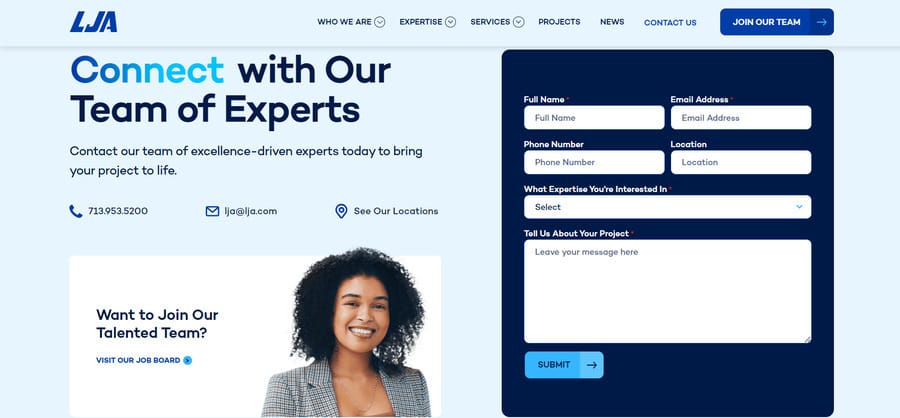 LJA
WHO WE ARE
EXPERTISE
SERVICES
PROJECTS
NEWS
CONTACT US
JOIN OUR TEAM
Connect with Our
Team of Experts
Contact our team of excellence-driven experts today to bring
your project to life.
713.953.5200
lja@lja.com
See Our Locations
Want to Join Our
Talented Team?
VISIT OUR JOB BOARD
Full Name *
Email Address *
Full Name
Email Address
Phone Number
Location
Phone Number
Location
What Expertise You're Interested In *
Select
Tell Us About Your Project *
Leave your message here
SUBMIT